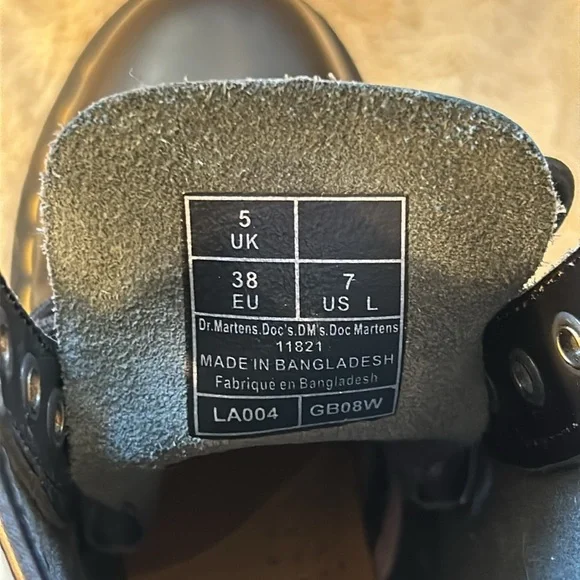 5
UK
38 7
EU US L
Dr.Martens.Doc's.DM's.Doc Martens
11821
MADE IN BANGLADESH
Fabriqué en Bangladesh
LA004 GB08W